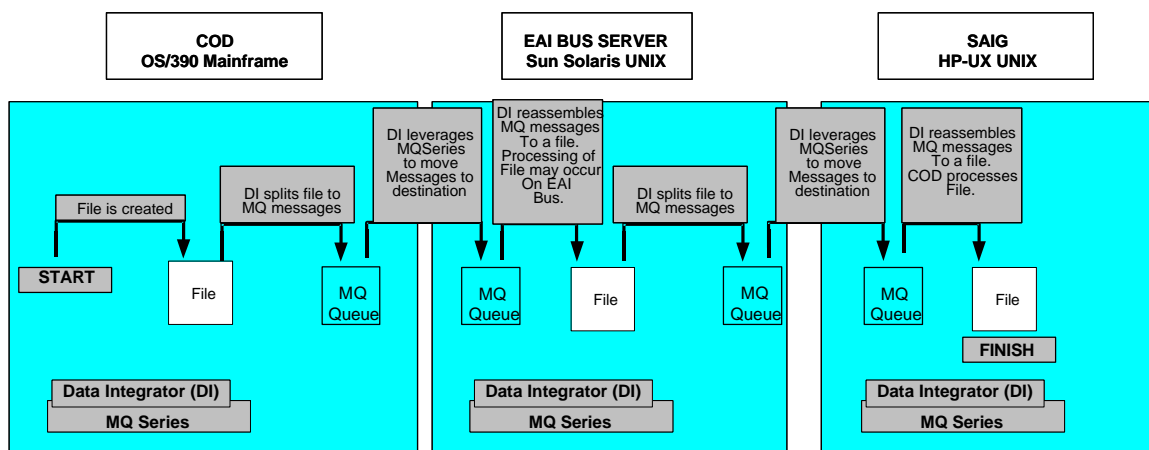 COD
OS/390 Mainframe
EAI BUS SERVER
Sun Solaris UNIX
SAIG
HP-UX UNIX
File is created
DI splits file to
MQ messages
DI leverages
MQSeries
to move
Messages to
destination
DI reassembles
MQ messages
To a file.
Processing of
File may occur
On EAI
Bus.
DI splits file to
MQ messages
DI leverages
MQSeries
to move
Messages to
destination
DI reassembles
MQ messages
To a file.
COD processes
File.
START
File
MQ
Queue
MQ
Queue
File
MQ
Queue
MQ
Queue
File
FINISH
Data Integrator (DI)
MQ Series
Data Integrator (DI)
MQ Series
Data Integrator (DI)
MQ Series